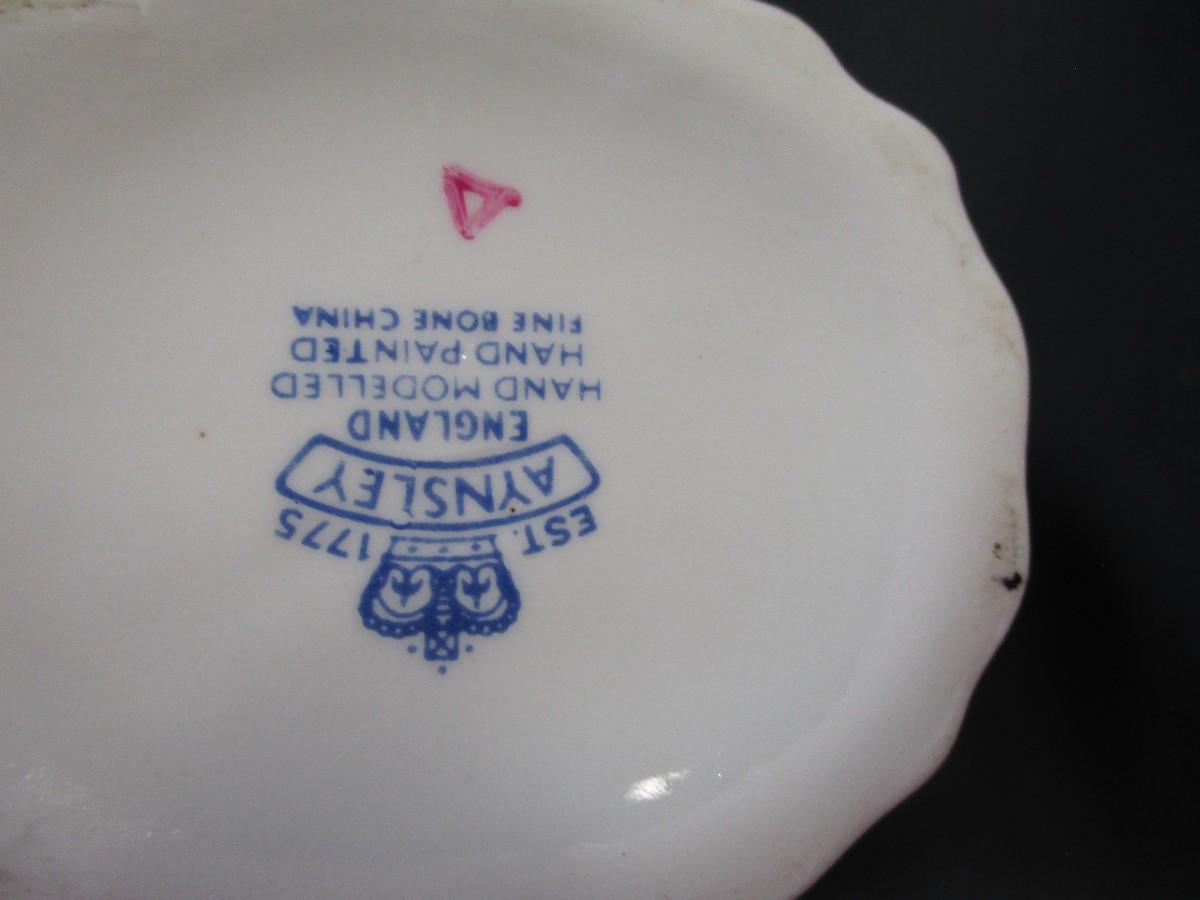 EST. 1775
AYNSLEY
ENGLAND
HAND MODELLED
HAND PAINTED
FINE BONE CHINA